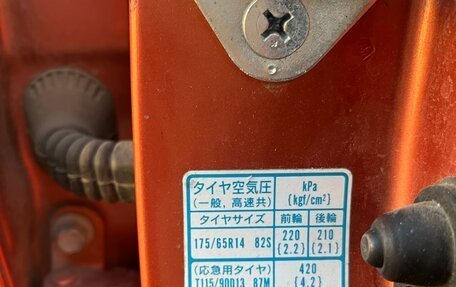 タイヤ空気圧 kPa
(一般, 高速共) {kgf/cm²}
タイヤサイズ 前輪 後輪
175/65R14 82S 220 210
{2.2} {2.1}
(応急用タイヤ) 420
T115/90D13 87M {4.2}